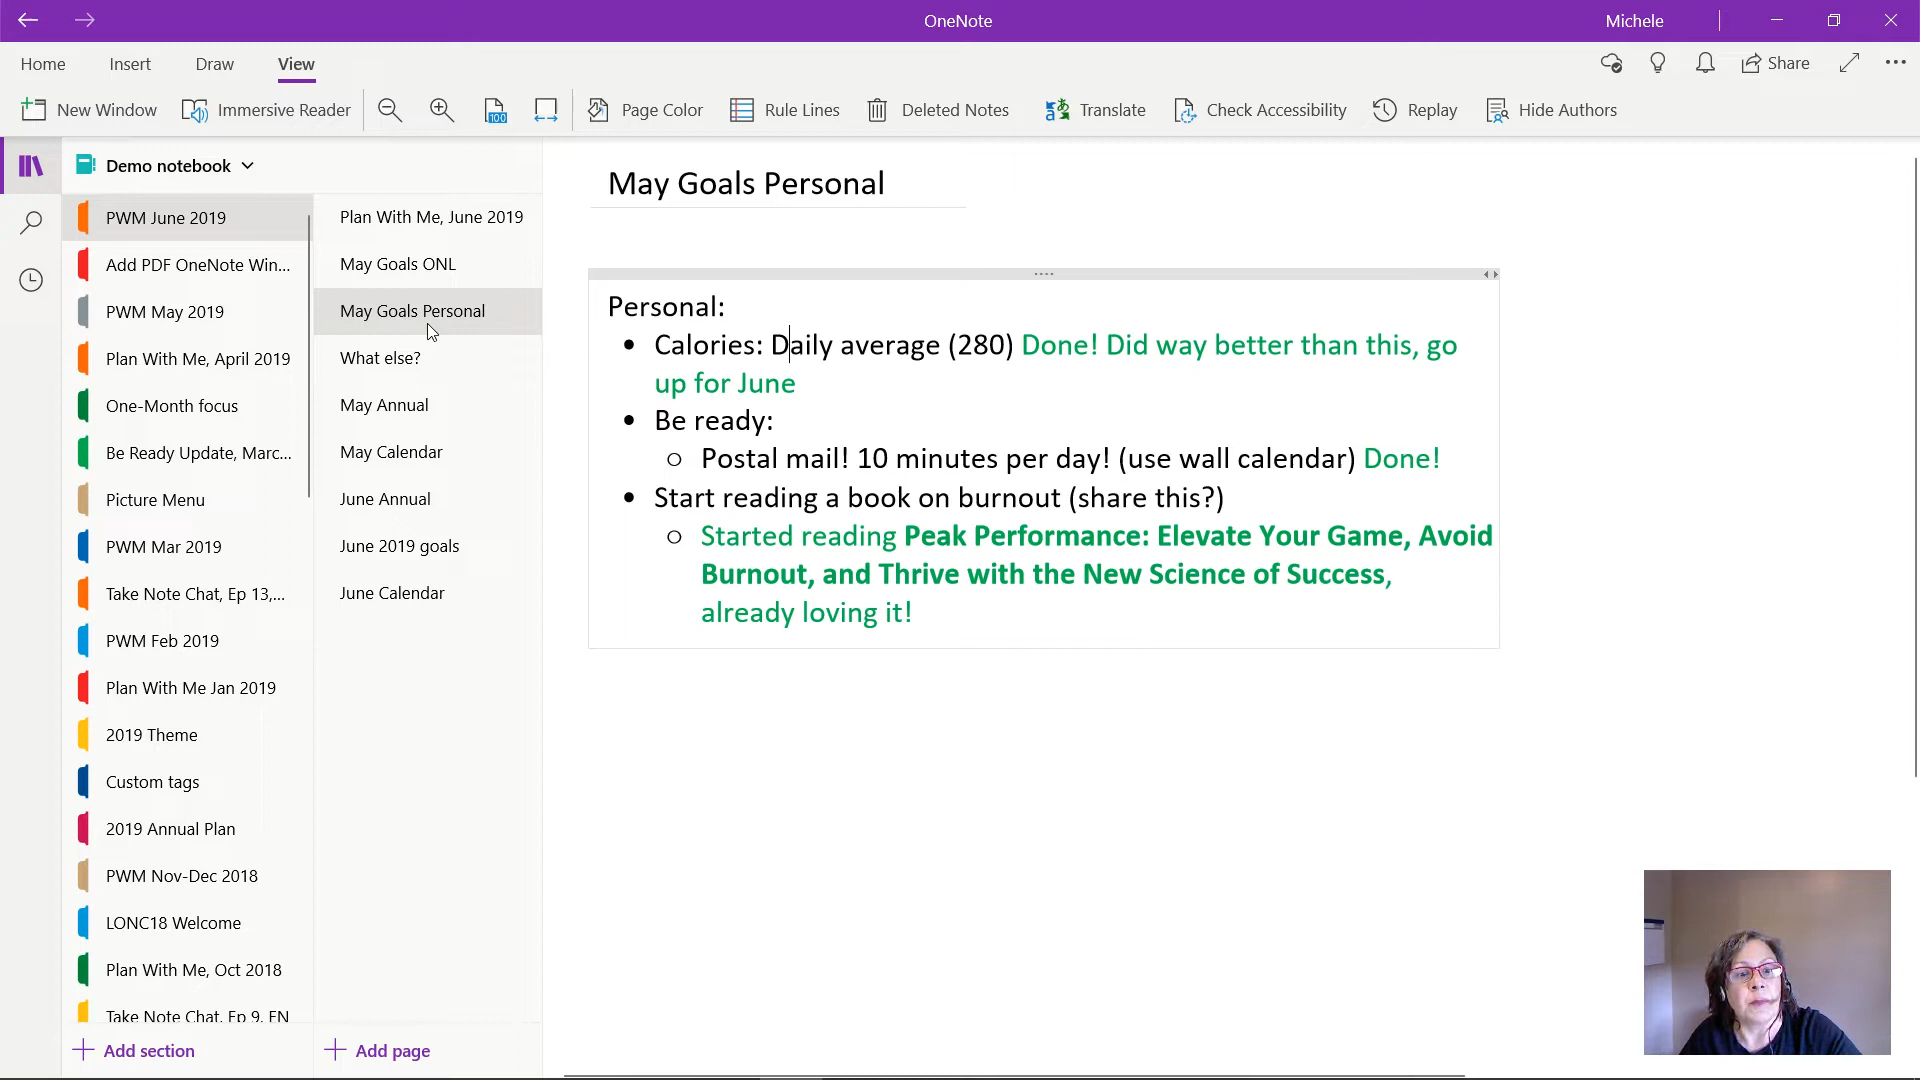 OneNote
Michele
Home
Insert
Draw
View
Share
New Window
Immersive Reader
100
Page Color
Rule Lines
Deleted Notes
Translate
Check Accessibility
Replay
Hide Authors
Demo notebook
PWM June 2019
Add PDF OneNote Win...
PWM May 2019
Plan With Me, April 2019
One-Month focus
Be Ready Update, Marc...
Picture Menu
PWM Mar 2019
Take Note Chat, Ep 13,...
PWM Feb 2019
Plan With Me Jan 2019
2019 Theme
Custom tags
2019 Annual Plan
PWM Nov-Dec 2018
LONC18 Welcome
Plan With Me, Oct 2018
Take Note Chat, Ep 9, EN
Add section
Plan With Me, June 2019
May Goals ONL
May Goals Personal
What else?
May Annual
May Calendar
June Annual
June 2019 goals
June Calendar
Add page
May Goals Personal
Personal:
• Calories: Daily average (280) Done! Did way better than this, go
up for June
• Be ready:
○ Postal mail! 10 minutes per day! (use wall calendar) Done!
• Start reading a book on burnout (share this?)
○ Started reading Peak Performance: Elevate Your Game, Avoid
Burnout, and Thrive with the New Science of Success,
already loving it!